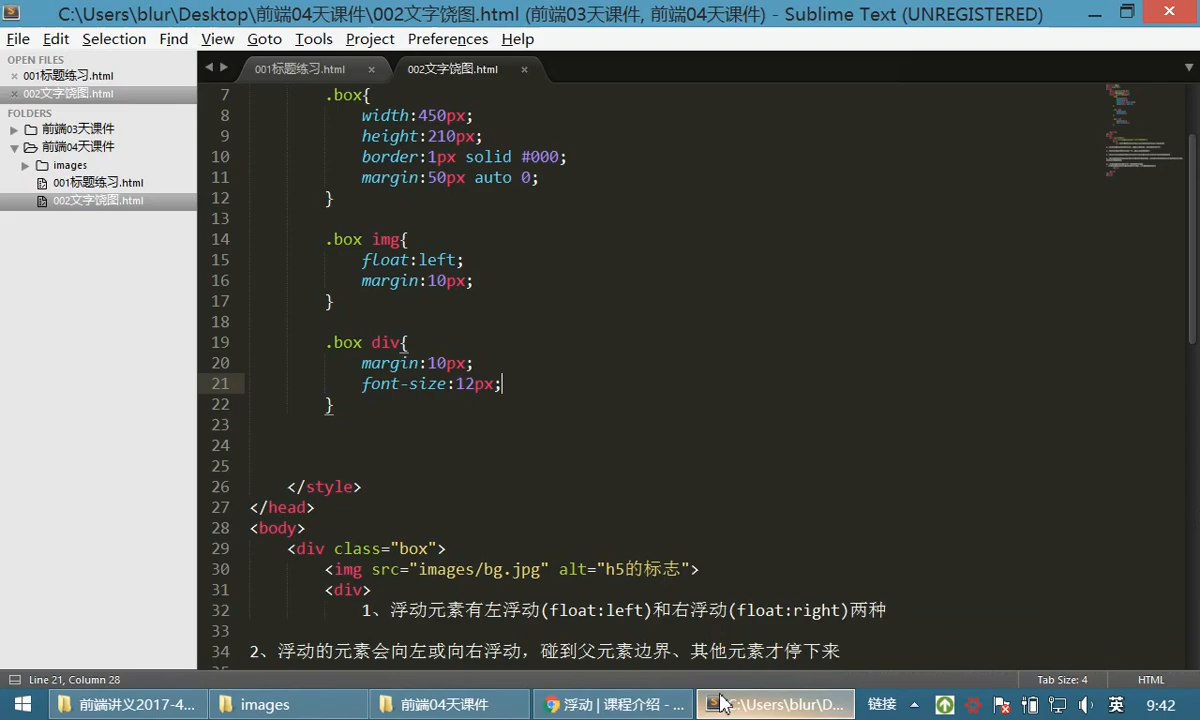 C:\Users\blur\Desktop\前端04天课件\002文字饶图.html (前端03天课件, 前端04天课件) - Sublime Text (UNREGISTERED)
File Edit Selection Find View Goto Tools Project Preferences Help
OPEN FILES
001标题练习.html
002文字饶图.html
FOLDERS
前端03天课件
前端04天课件
images
001标题练习.html
002文字饶图.html
001标题练习.html
002文字饶图.html
7 .box{
8 width:450px;
9 height:210px;
10 border:1px solid #000;
11 margin:50px auto 0;
12 }
13
14 .box img{
15 float:left;
16 margin:10px;
17 }
18
19 .box div{
20 margin:10px;
21 font-size:12px;
22 }
23
24
25
26 </style>
27 </head>
28 <body>
29 <div class="box">
30 <img src="images/bg.jpg" alt="h5的标志">
31 <div>
32 1、浮动元素有左浮动(float:left)和右浮动(float:right)两种
33
34 2、浮动的元素会向左或向右浮动，碰到父元素边界、其他元素才停下来
Line 21, Column 28 Tab Size: 4 HTML
前端讲义2017-4... images 前端04天课件 浮动 | 课程介绍 - ... C:\Users\blur\D... 链接 英 9:42